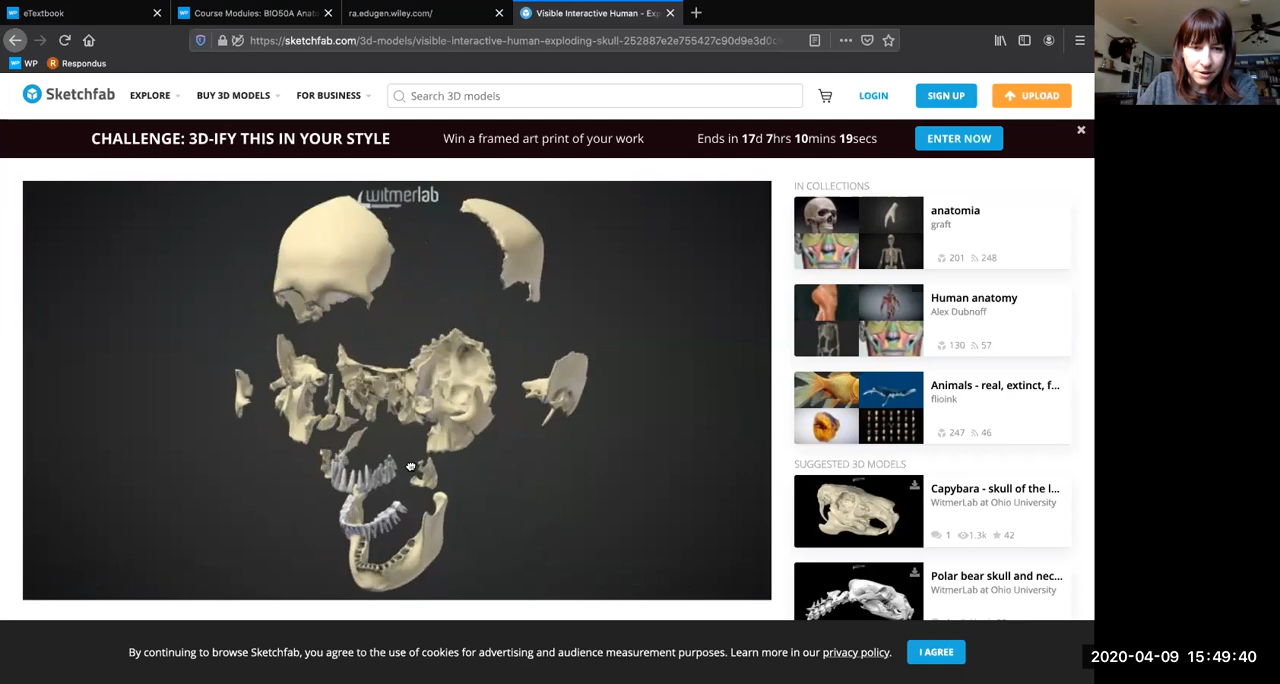 eTextbook
Course Modules: BIO50A Anato
ra.edugen.wiley.com/
Visible Interactive Human - Exp
https://sketchfab.com/3d-models/visible-interactive-human-exploding-skull-252887e2e755427c90d9e3d0c
WP
Respondus
Sketchfab
EXPLORE
BUY 3D MODELS
FOR BUSINESS
Search 3D models
LOGIN
SIGN UP
UPLOAD
CHALLENGE: 3D-IFY THIS IN YOUR STYLE
Win a framed art print of your work
Ends in 17d 7hrs 10mins 19secs
ENTER NOW
witmerlab
IN COLLECTIONS
anatomia
graft
201 248
Human anatomy
Alex Dubnoff
130 57
Animals - real, extinct, f...
flioink
247 46
SUGGESTED 3D MODELS
Capybara - skull of the l...
WitmerLab at Ohio University
1 1.3k 42
Polar bear skull and nec...
WitmerLab at Ohio University
By continuing to browse Sketchfab, you agree to the use of cookies for advertising and audience measurement purposes. Learn more in our privacy policy.
I AGREE
2020-04-09 15:49:40